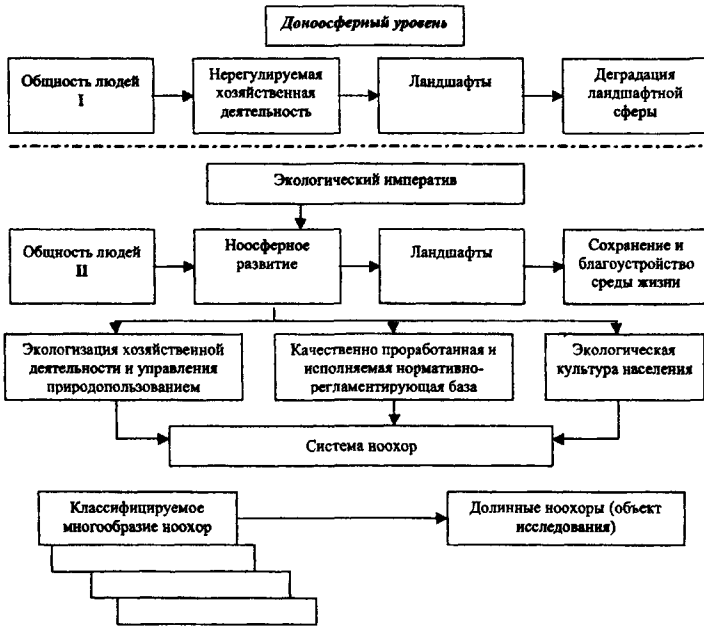 Доноосферный уровень
Общность людей
I
Нерегулируемая
хозяйственная
деятельность
Ландшафты
Деградация
ландшафтной
сферы
Экологический императив
Общность людей
II
Ноосферное
развитие
Ландшафты
Сохранение и
благоустройство
среды жизни
Экологизация хозяйственной
деятельности и управления
природопользованием
Качественно проработанная и
исполняемая нормативно-
регламентирующая база
Экологическая
культура населения
Система ноохор
Классифицируемое
многообразие ноохор
Долинные ноохоры (объект
исследования)